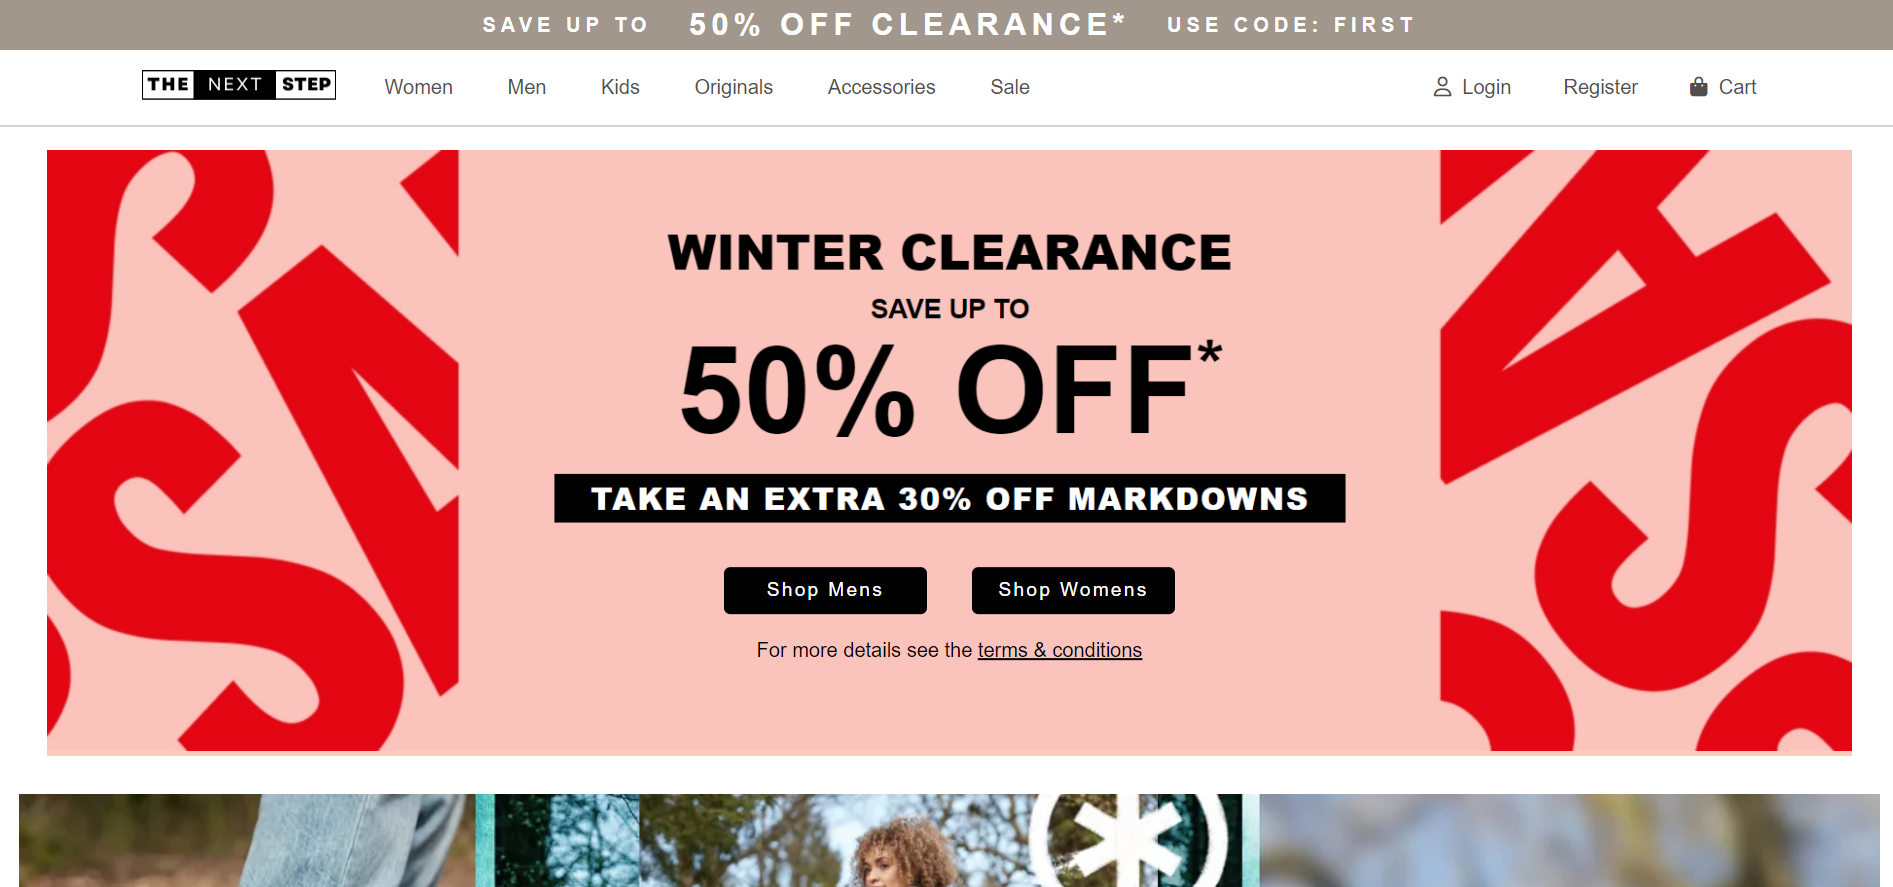 SAVE UP TO 50% OFF CLEARANCE* USE CODE: FIRST
THE NEXT STEP Women Men Kids Originals Accessories Sale Login Register Cart
WINTER CLEARANCE
SAVE UP TO
50% OFF*
TAKE AN EXTRA 30% OFF MARKDOWNS
Shop Mens Shop Womens
For more details see the terms & conditions